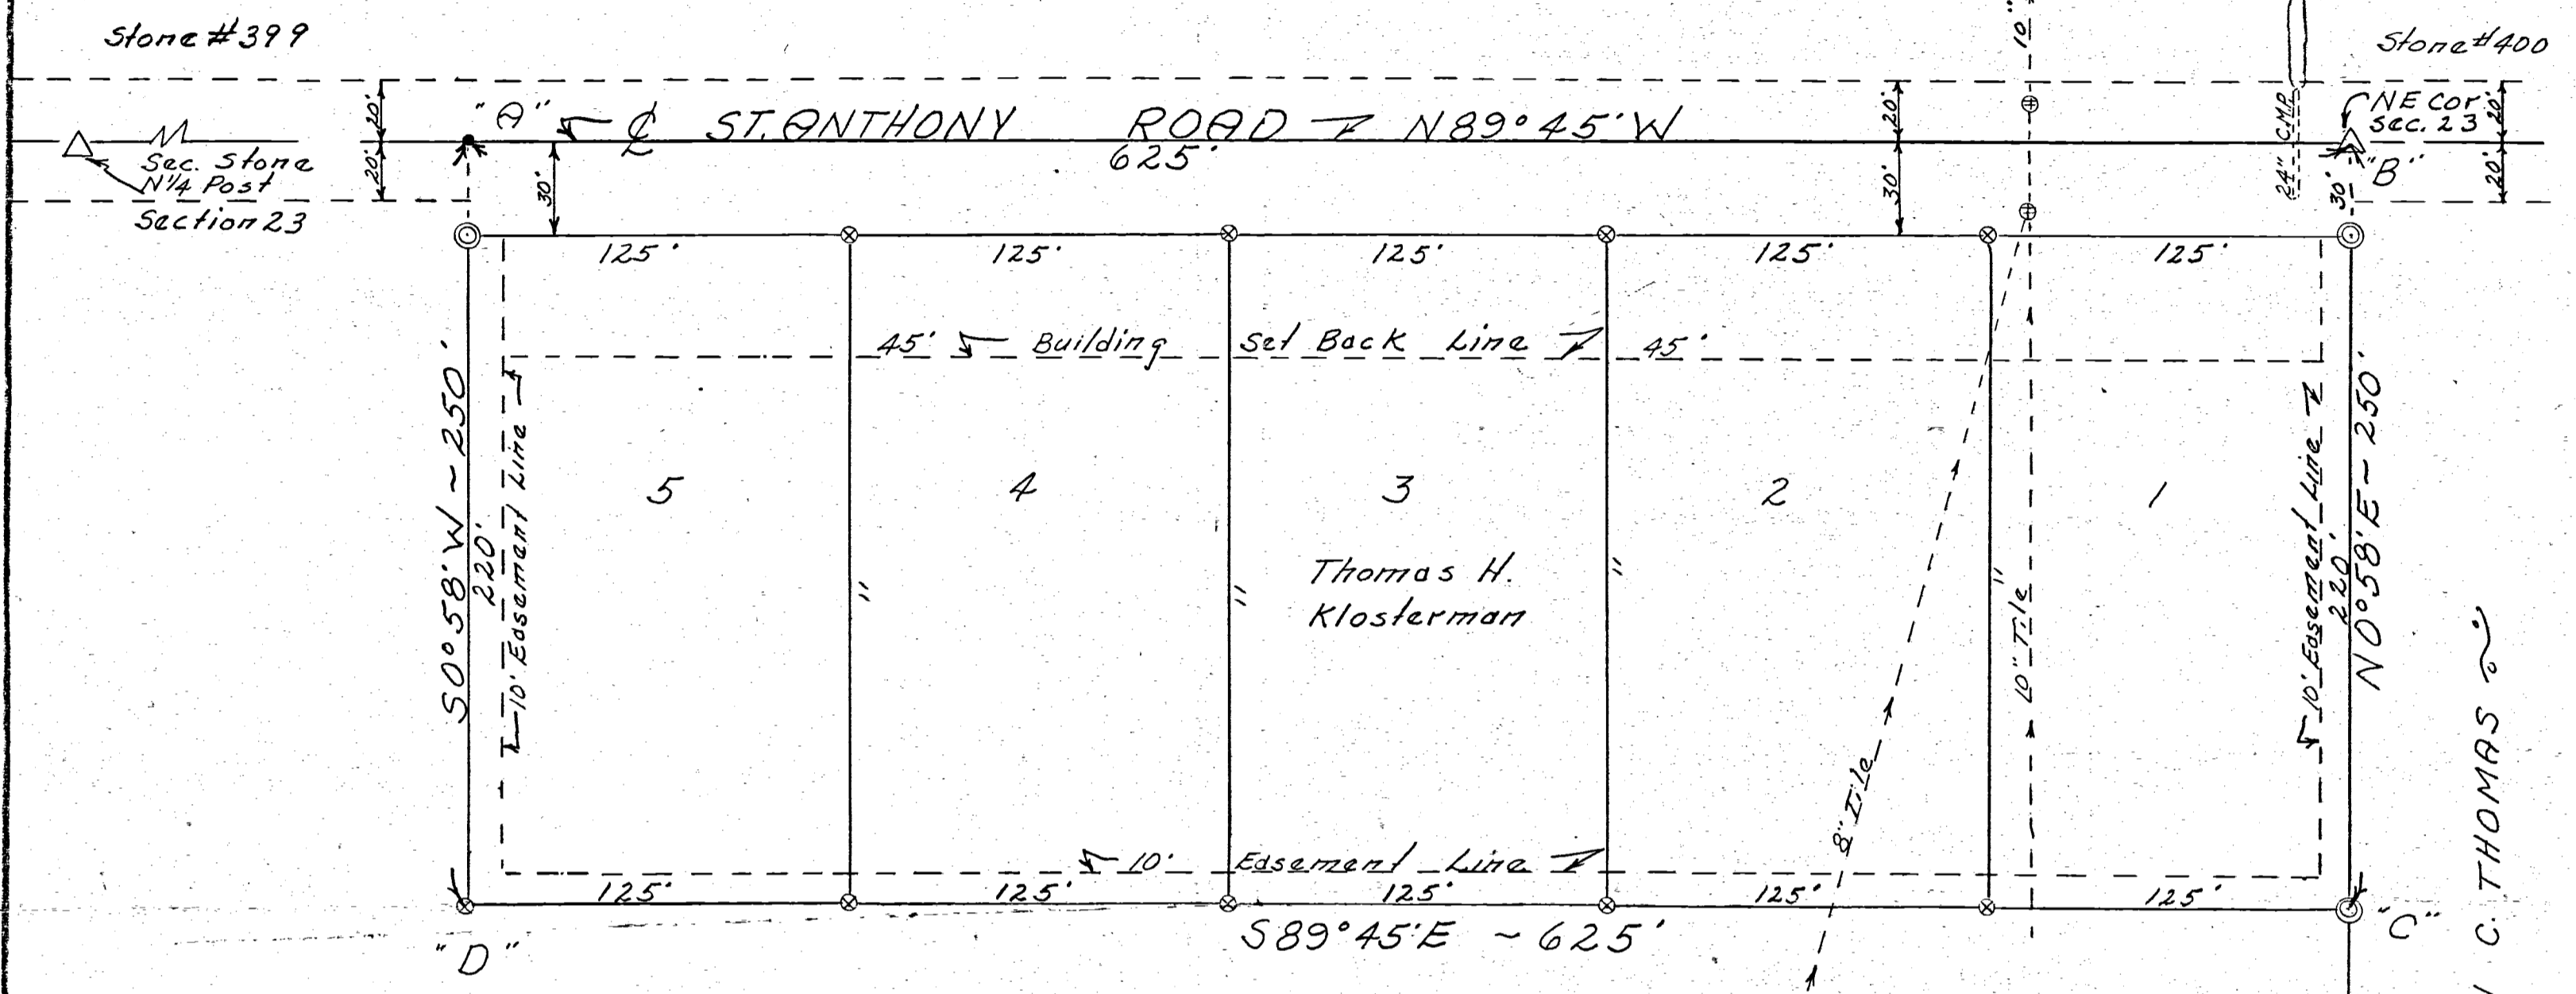 Stone #399
10"
Stone #400
20'
"A"
℄ ST. ANTHONY ROAD N89°45'W
20'
24" CMP
NE Cor.
Sec. 23
20'
Sec. Stone
N1/4 Post
Section 23
20'
30'
625'
30'
30'
"B"
20'
125' 125' 125' 125' 125'
45' Building Set Back Line 45'
S0°58'W ~ 250'
220'
10' Easement Line
5 4 3 2 1
Thomas H.
Klosterman
" " " "
8" Tile
10" Tile
10' Easement Line
220'
N0°58'E ~ 250'
C. THOMAS
10' Easement Line
125' 125' 125' 125' 125'
S89°45'E ~ 625'
"D"
"C"